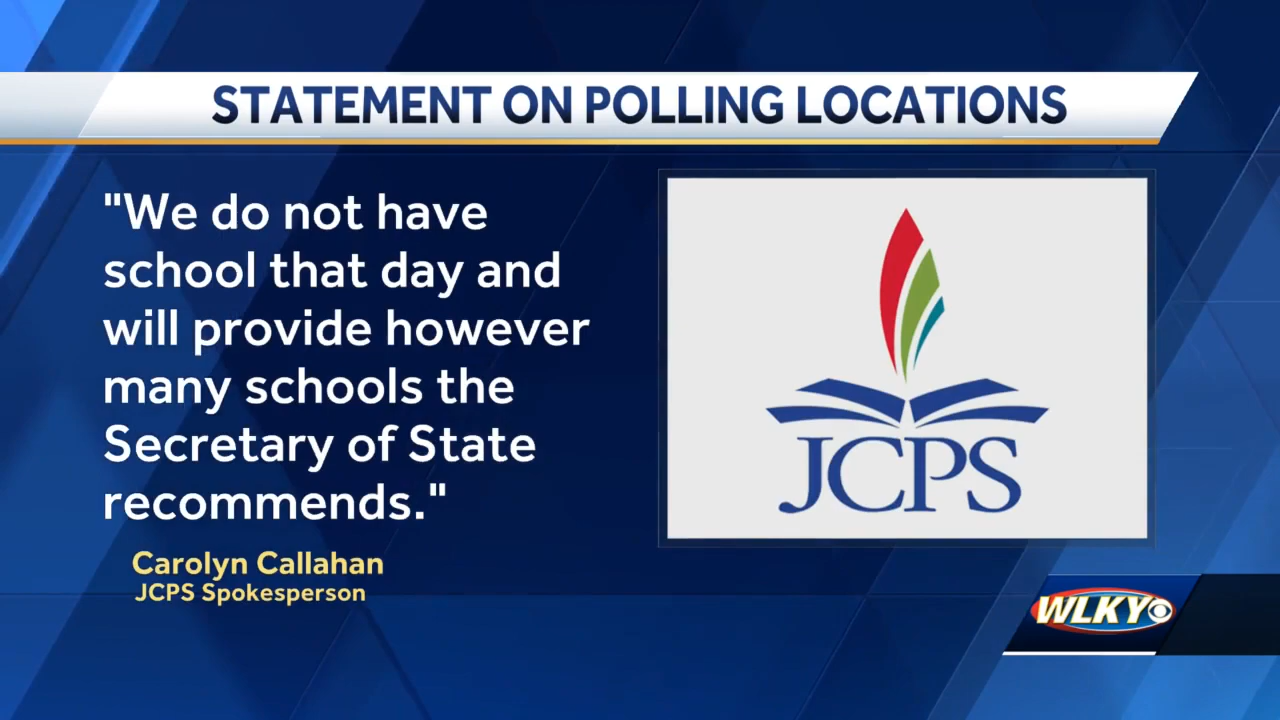 STATEMENT ON POLLING LOCATIONS
"We do not have
school that day and
will provide however
many schools the
Secretary of State
recommends."
Carolyn Callahan
JCPS Spokesperson
JCPS
WLKY